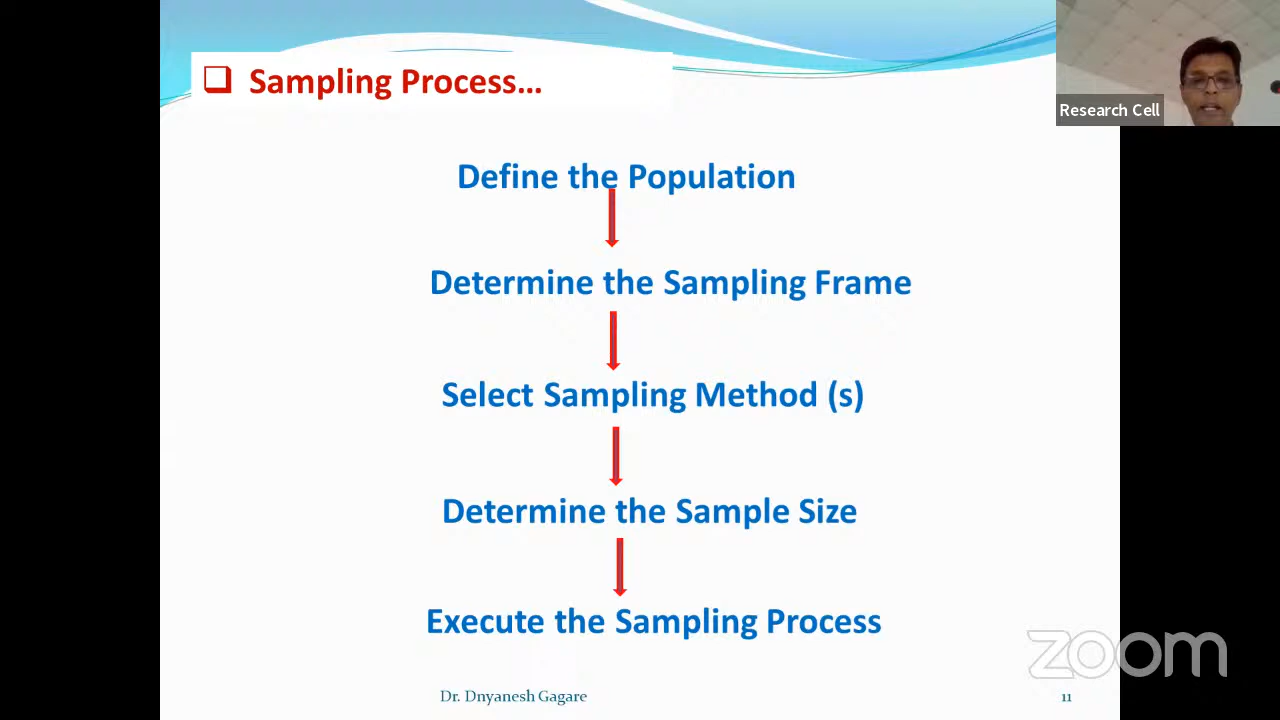 Sampling Process...
Research Cell
Define the Population
Determine the Sampling Frame
Select Sampling Method (s)
Determine the Sample Size
Execute the Sampling Process
zoom
Dr. Dnyanesh Gagare
11